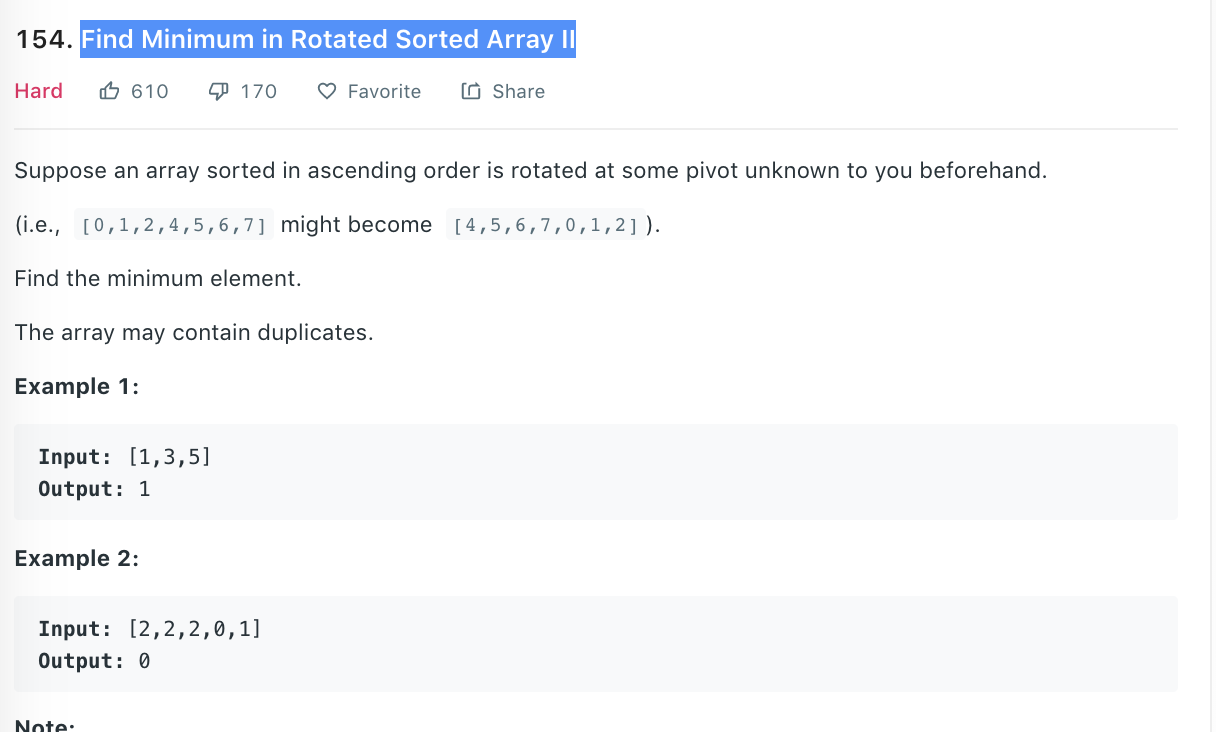 154. Find Minimum in Rotated Sorted Array II
Hard 610 170 Favorite Share
Suppose an array sorted in ascending order is rotated at some pivot unknown to you beforehand.
(i.e., [0,1,2,4,5,6,7] might become [4,5,6,7,0,1,2]).
Find the minimum element.
The array may contain duplicates.
Example 1:
Input: [1,3,5]
Output: 1
Example 2:
Input: [2,2,2,0,1]
Output: 0
Note: